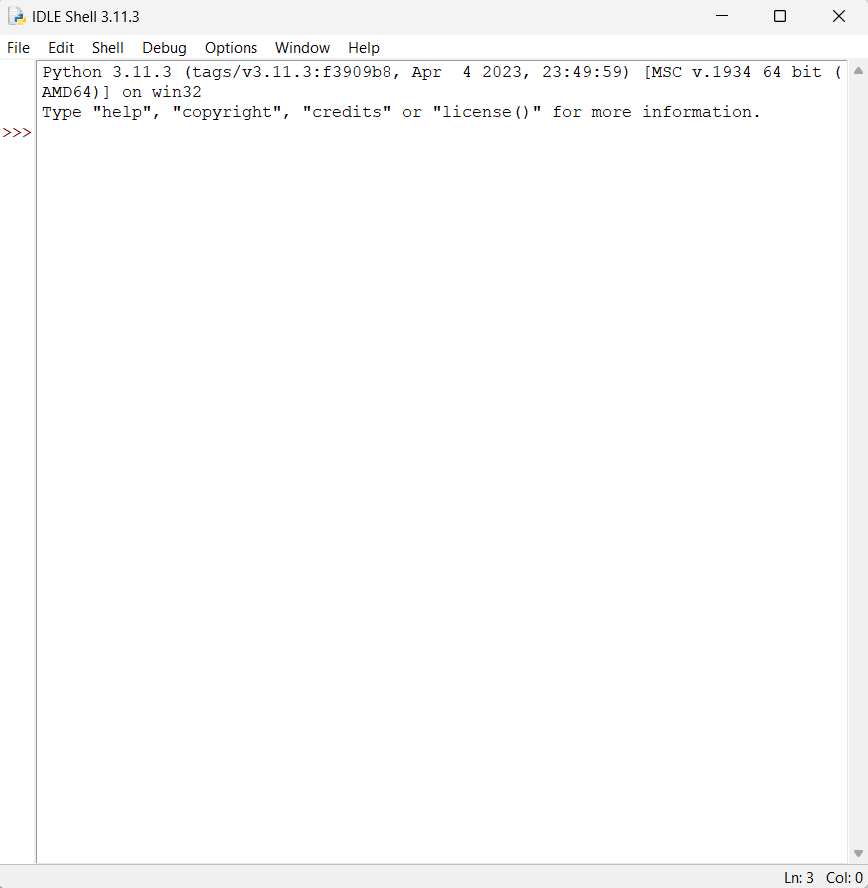 IDLE Shell 3.11.3
File Edit Shell Debug Options Window Help
Python 3.11.3 (tags/v3.11.3:f3909b8, Apr  4 2023, 23:49:59) [MSC v.1934 64 bit (
AMD64)] on win32
Type "help", "copyright", "credits" or "license()" for more information.
>>>
Ln: 3 Col: 0